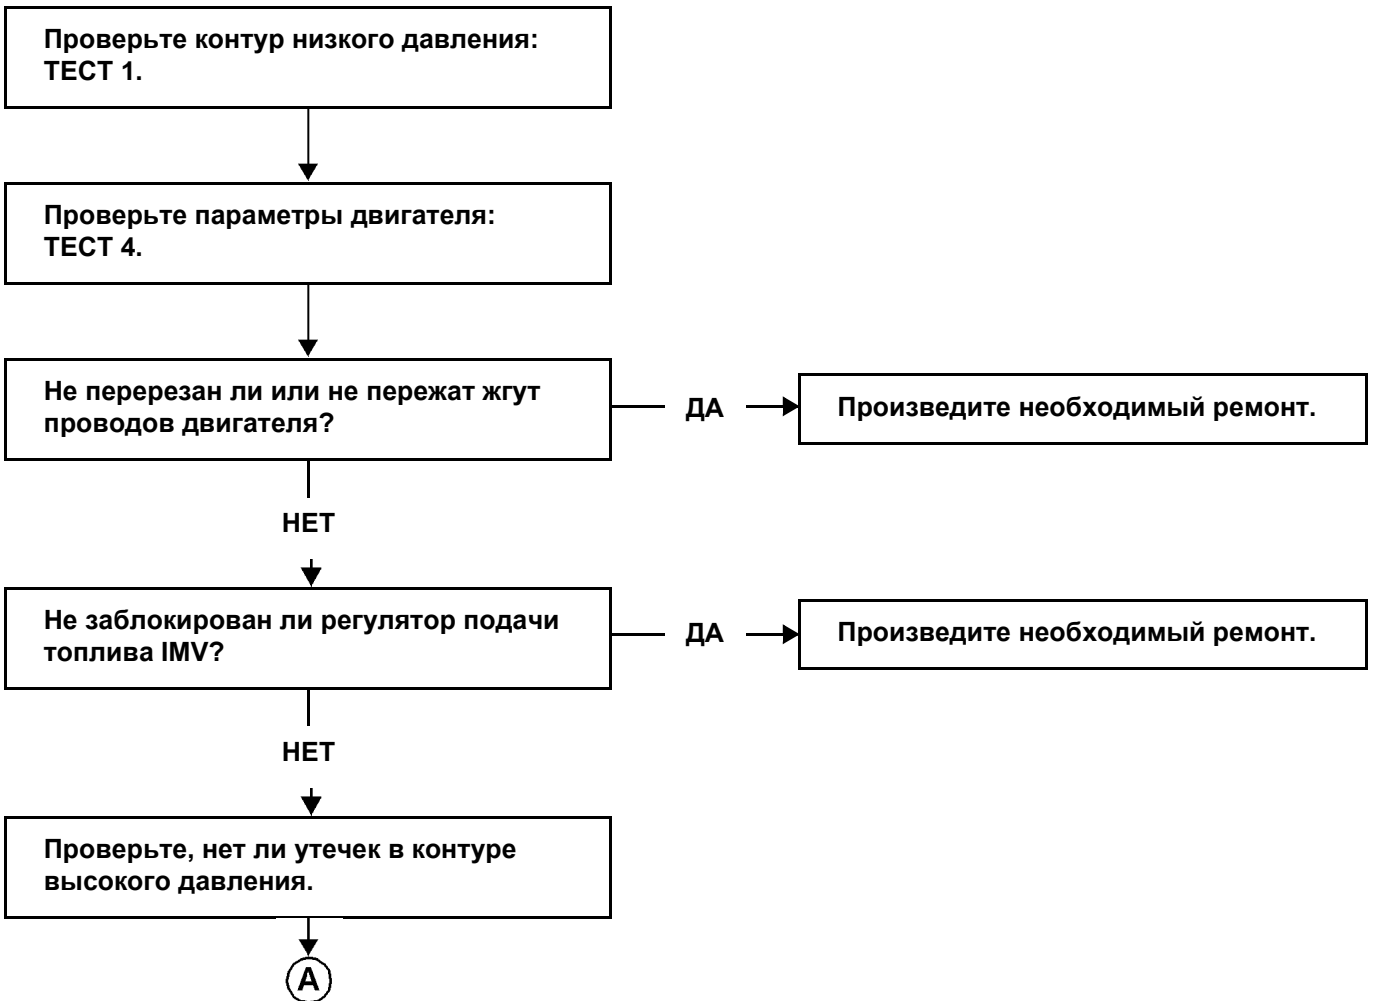 Проверьте контур низкого давления:
ТЕСТ 1.
Проверьте параметры двигателя:
ТЕСТ 4.
Не перерезан ли или не пережат жгут
проводов двигателя?
ДА
Произведите необходимый ремонт.
НЕТ
Не заблокирован ли регулятор подачи
топлива IMV?
ДА
Произведите необходимый ремонт.
НЕТ
Проверьте, нет ли утечек в контуре
высокого давления.
А